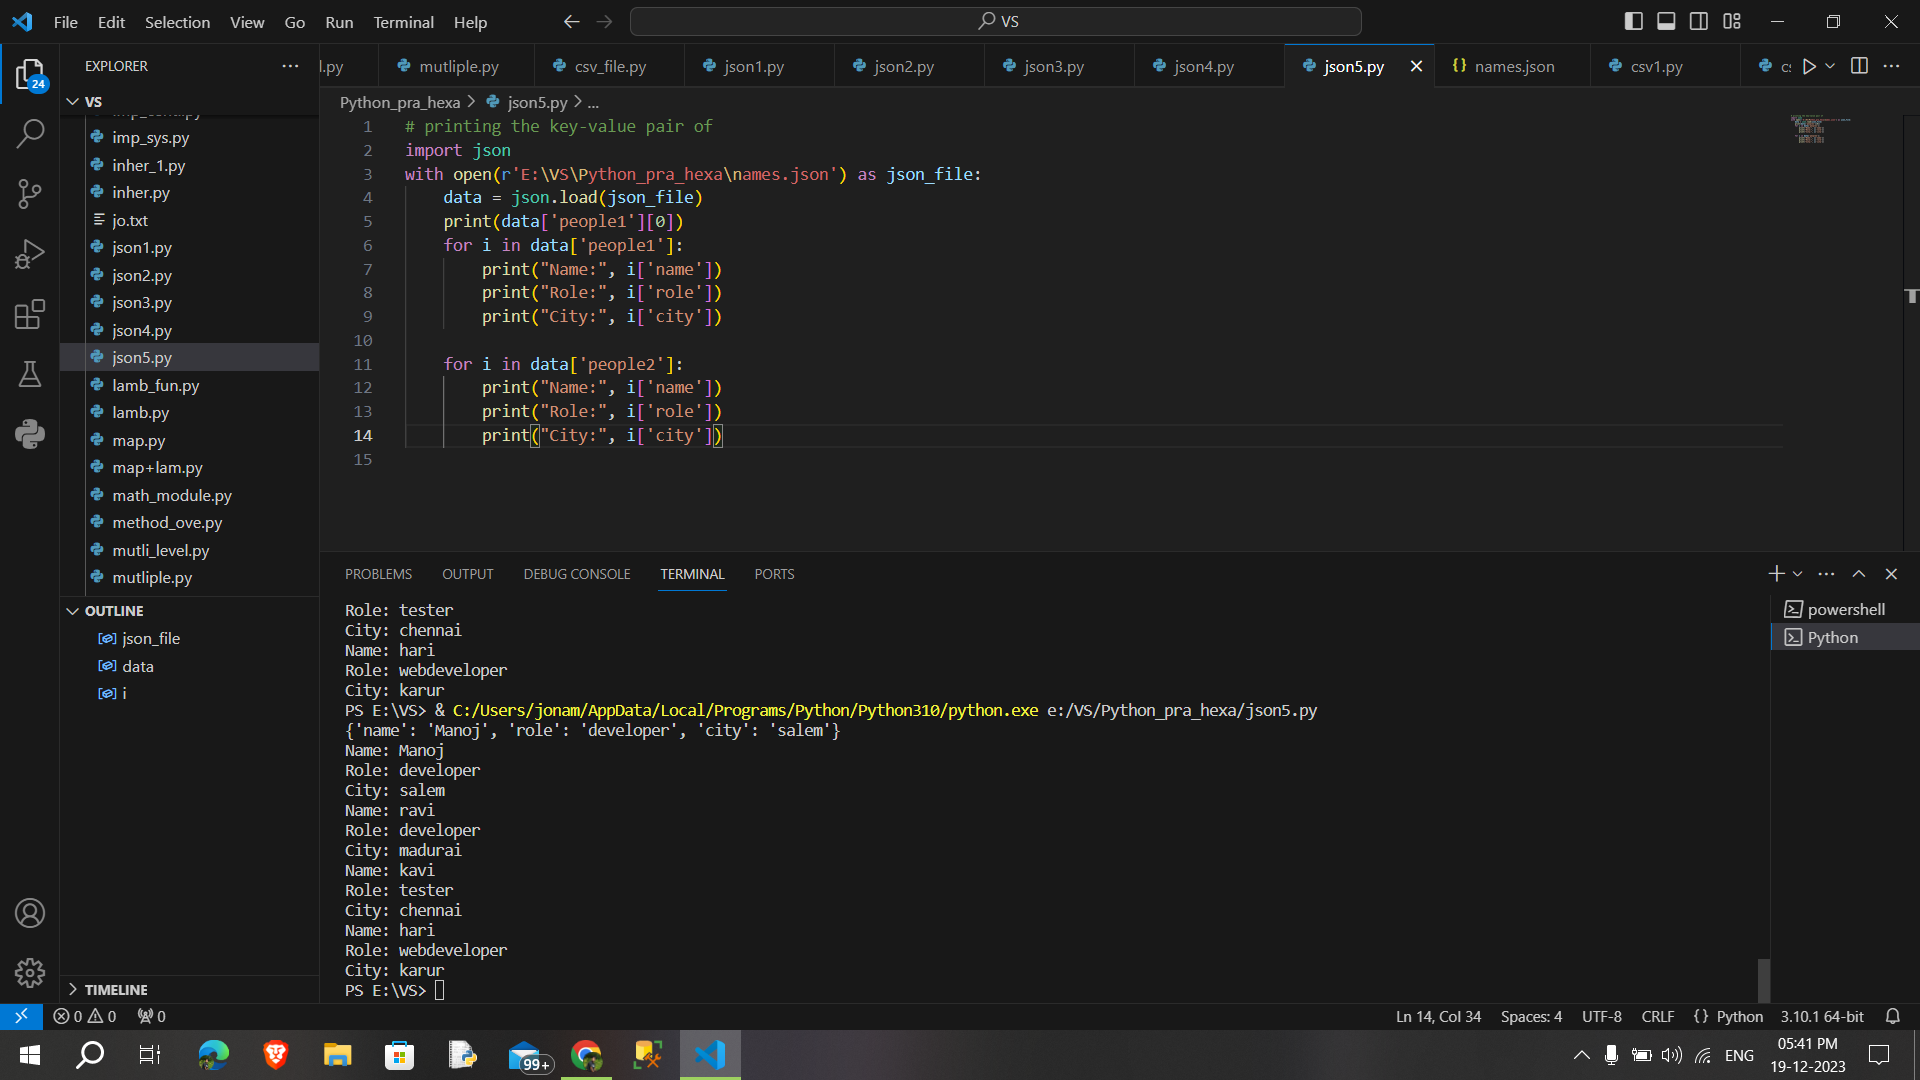 File Edit Selection View Go Run Terminal Help
VS
EXPLORER
l.py
mutliple.py
csv_file.py
json1.py
json2.py
json3.py
json4.py
json5.py
names.json
csv1.py
24
VS
imp_sys.py
inher_1.py
inher.py
jo.txt
json1.py
json2.py
json3.py
json4.py
json5.py
lamb_fun.py
lamb.py
map.py
map+lam.py
math_module.py
method_ove.py
mutli_level.py
mutliple.py
OUTLINE
json_file
data
i
TIMELINE
Python_pra_hexa > json5.py > ...
1 # printing the key-value pair of
2 import json
3 with open(r'E:\VS\Python_pra_hexa\names.json') as json_file:
4 data = json.load(json_file)
5 print(data['people1'][0])
6 for i in data['people1']:
7 print("Name:", i['name'])
8 print("Role:", i['role'])
9 print("City:", i['city'])
10
11 for i in data['people2']:
12 print("Name:", i['name'])
13 print("Role:", i['role'])
14 print("City:", i['city'])
15
PROBLEMS OUTPUT DEBUG CONSOLE TERMINAL PORTS
powershell
Python
Role: tester
City: chennai
Name: hari
Role: webdeveloper
City: karur
PS E:\VS> & C:/Users/jonam/AppData/Local/Programs/Python/Python310/python.exe e:/VS/Python_pra_hexa/json5.py
{'name': 'Manoj', 'role': 'developer', 'city': 'salem'}
Name: Manoj
Role: developer
City: salem
Name: ravi
Role: developer
City: madurai
Name: kavi
Role: tester
City: chennai
Name: hari
Role: webdeveloper
City: karur
PS E:\VS>
0 0 0
Ln 14, Col 34 Spaces: 4 UTF-8 CRLF {} Python 3.10.1 64-bit
99+
ENG
05:41 PM
19-12-2023